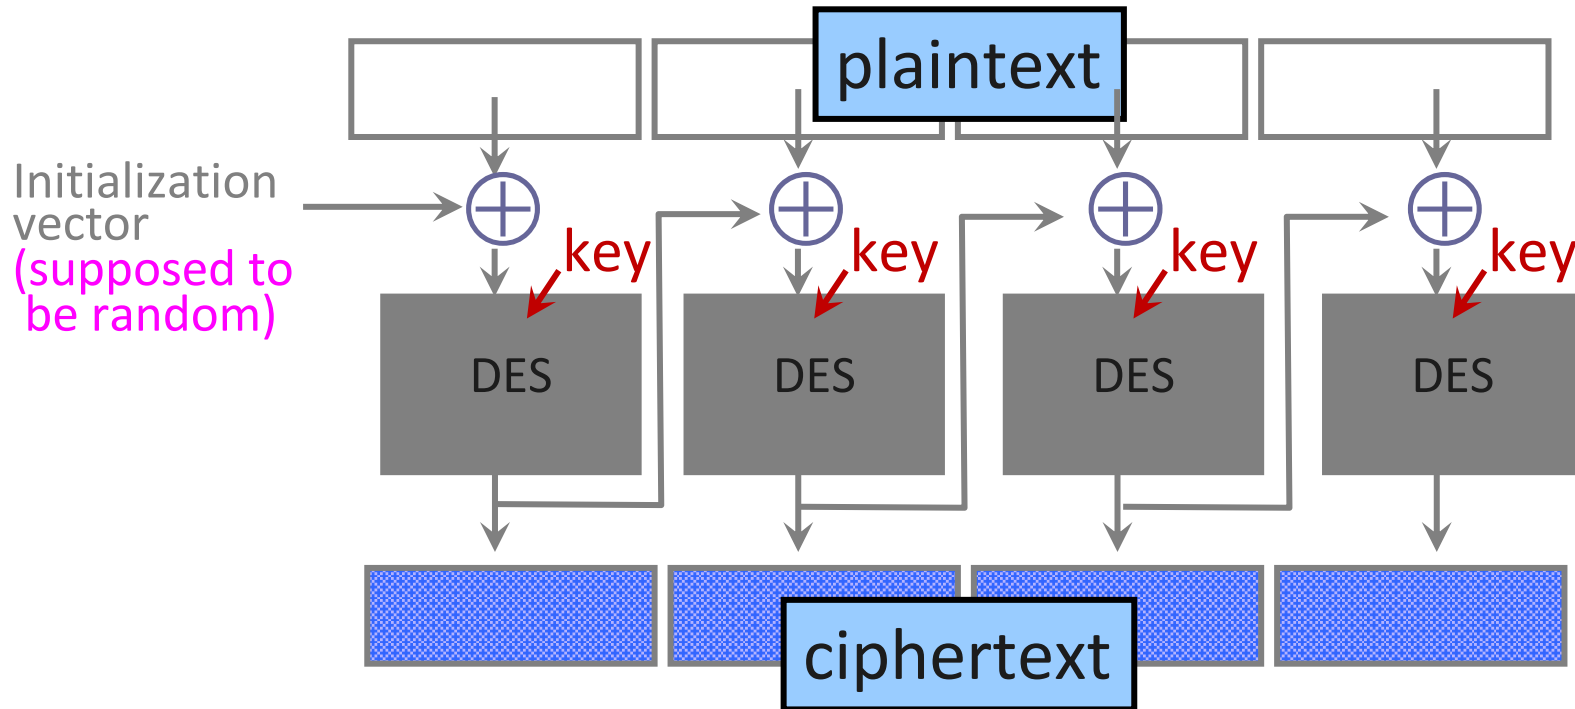 plaintext
Initialization
vector
(supposed to
be random)
key
key
key
key
DES
DES
DES
DES
ciphertext